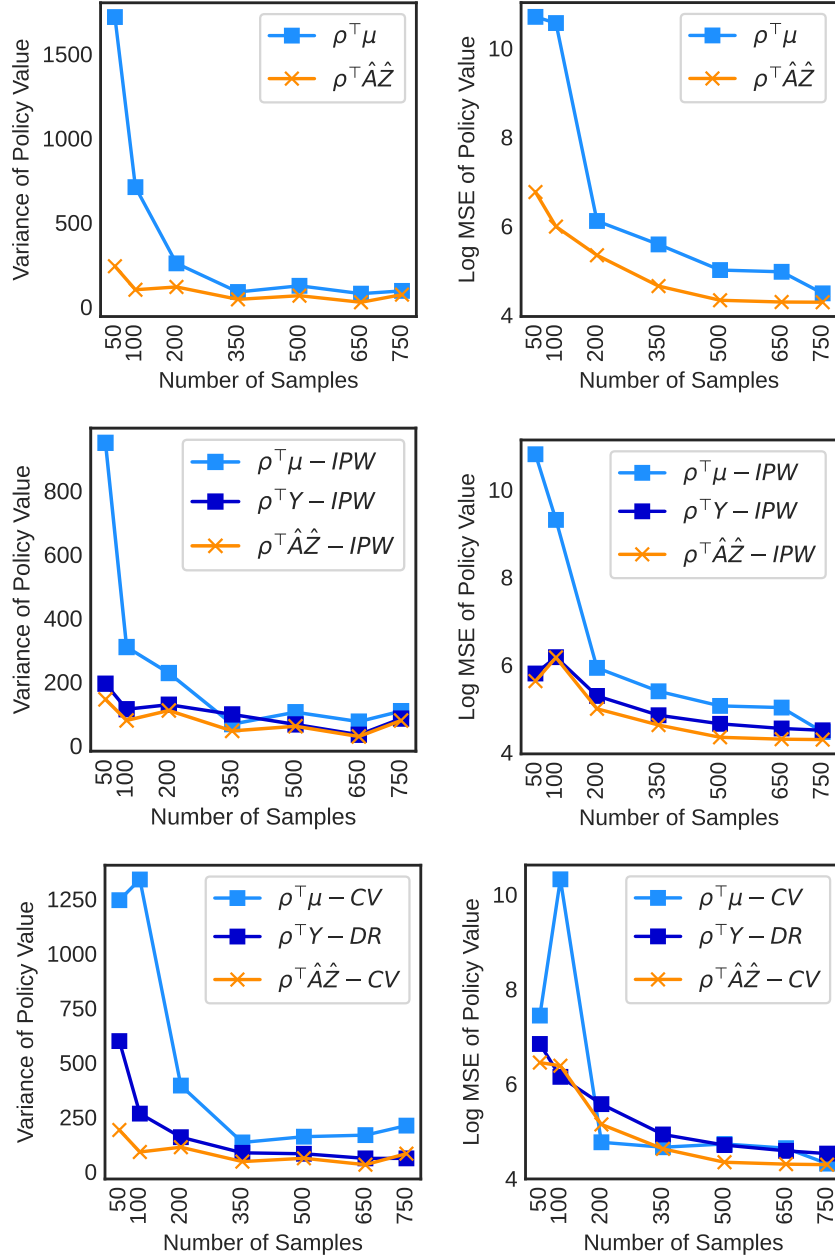 Variance of Policy Value
1500
1000
500
0
ρ⊤μ
ρ⊤ÂẐ
50
100
200
350
500
650
750
Number of Samples
Log MSE of Policy Value
10
8
6
4
ρ⊤μ
ρ⊤ÂẐ
50
100
200
350
500
650
750
Number of Samples
Variance of Policy Value
800
600
400
200
0
ρ⊤μ − IPW
ρ⊤Y − IPW
ρ⊤ÂẐ − IPW
50
100
200
350
500
650
750
Number of Samples
Log MSE of Policy Value
10
8
6
4
ρ⊤μ − IPW
ρ⊤Y − IPW
ρ⊤ÂẐ − IPW
50
100
200
350
500
650
750
Number of Samples
Variance of Policy Value
1250
1000
750
500
250
0
ρ⊤μ − CV
ρ⊤Y − DR
ρ⊤ÂẐ − CV
50
100
200
350
500
650
750
Number of Samples
Log MSE of Policy Value
10
8
6
4
ρ⊤μ − CV
ρ⊤Y − DR
ρ⊤ÂẐ − CV
50
100
200
350
500
650
750
Number of Samples